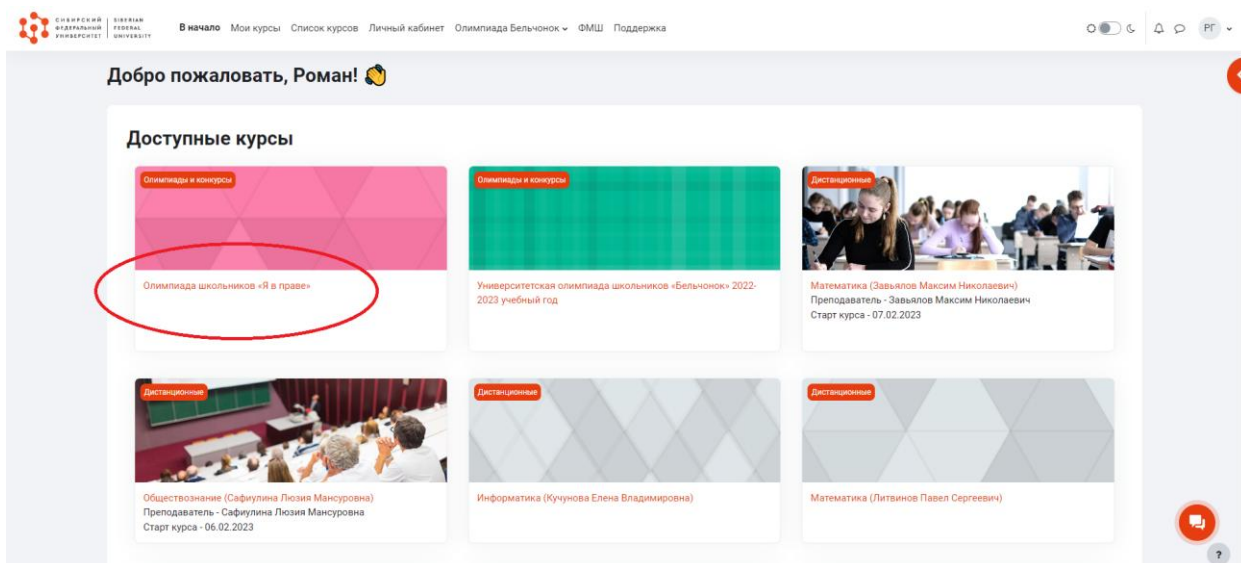 СИБИРСКИЙ
ФЕДЕРАЛЬНЫЙ
УНИВЕРСИТЕТ
SIBERIAN
FEDERAL
UNIVERSITY
В начало Мои курсы Список курсов Личный кабинет Олимпиада Бельчонок ФМШ Поддержка
РГ
Добро пожаловать, Роман!
Доступные курсы
Олимпиады и конкурсы
Олимпиада школьников «Я в праве»
Олимпиады и конкурсы
Университетская олимпиада школьников «Бельчонок» 2022-
2023 учебный год
Дистанционные
Математика (Завьялов Максим Николаевич)
Преподаватель - Завьялов Максим Николаевич
Старт курса - 07.02.2023
Дистанционные
Обществознание (Сафиулина Люзия Мансуровна)
Преподаватель - Сафиулина Люзия Мансуровна
Старт курса - 06.02.2023
Дистанционные
Информатика (Кучунова Елена Владимировна)
Дистанционные
Математика (Литвинов Павел Сергеевич)
?